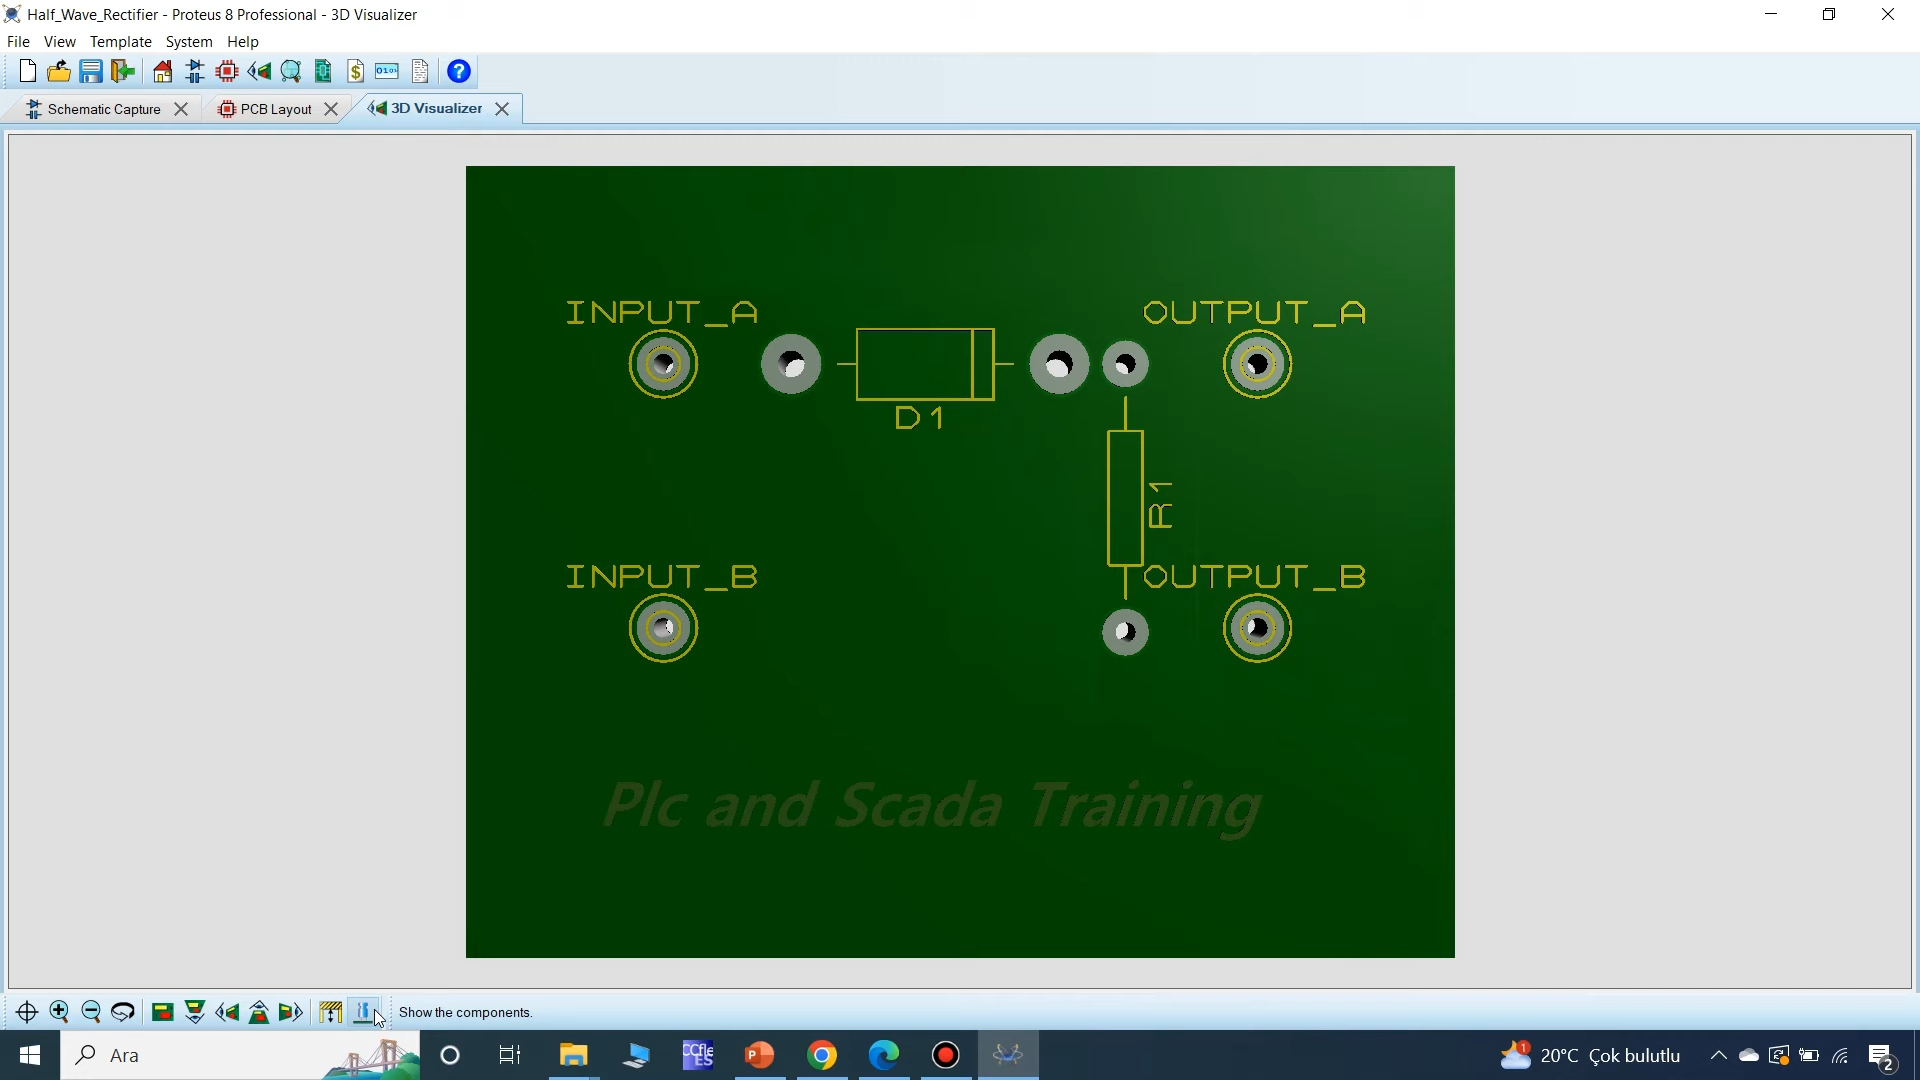 Half_Wave_Rectifier - Proteus 8 Professional - 3D Visualizer
File View Template System Help
Schematic Capture PCB Layout 3D Visualizer
INPUT_A OUTPUT_A
D1
R1
INPUT_B OUTPUT_B
Plc and Scada Training
Show the components.
Ara 20°C Çok bulutlu